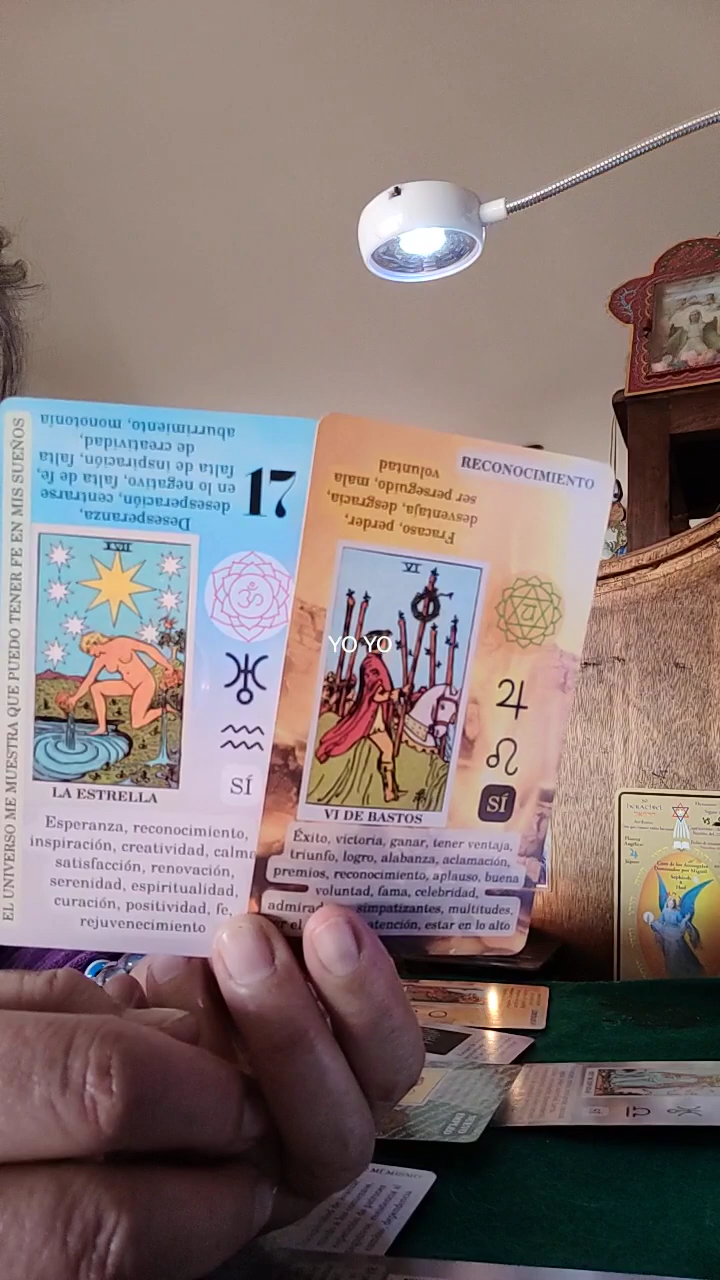 EL UNIVERSO ME MUESTRA QUE PUEDO TENER FE EN MIS SUEÑOS
Desesperanza,
desesperación, centrarse
en lo negativo, falta de fe,
falta de inspiración, falta
de creatividad,
aburrimiento, monotonía
17
XVII
SÍ
LA ESTRELLA
Esperanza, reconocimiento,
inspiración, creatividad, calma
satisfacción, renovación,
serenidad, espiritualidad,
curación, positividad, fe,
rejuvenecimiento
RECONOCIMIENTO
Fracaso, perder,
desventaja, desgracia,
ser perseguido, mala
voluntad
VI
YO YO
SÍ
VI DE BASTOS
Éxito, victoria, ganar, tener ventaja,
triunfo, logro, alabanza, aclamación,
premios, reconocimiento, aplauso, buena
voluntad, fama, celebridad,
simpatizantes, multitudes,
atención, estar en lo alto